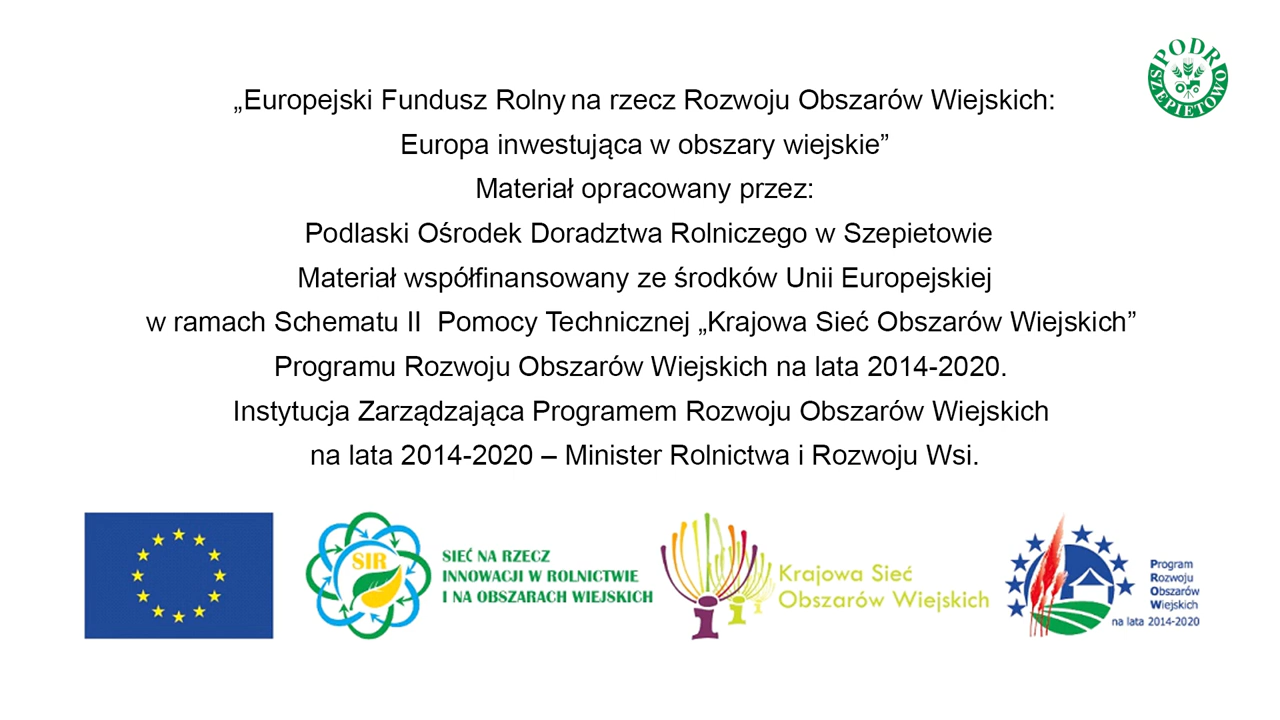 PODR
SZEPIETOWO
„Europejski Fundusz Rolny na rzecz Rozwoju Obszarów Wiejskich:
Europa inwestująca w obszary wiejskie”
Materiał opracowany przez:
Podlaski Ośrodek Doradztwa Rolniczego w Szepietowie
Materiał współfinansowany ze środków Unii Europejskiej
w ramach Schematu II  Pomocy Technicznej „Krajowa Sieć Obszarów Wiejskich”
Programu Rozwoju Obszarów Wiejskich na lata 2014-2020.
Instytucja Zarządzająca Programem Rozwoju Obszarów Wiejskich
na lata 2014-2020 – Minister Rolnictwa i Rozwoju Wsi.
SIR
SIEĆ NA RZECZ
INNOWACJI W ROLNICTWIE
I NA OBSZARACH WIEJSKICH
Krajowa Sieć
Obszarów Wiejskich
Program
Rozwoju
Obszarów
Wiejskich
na lata 2014-2020